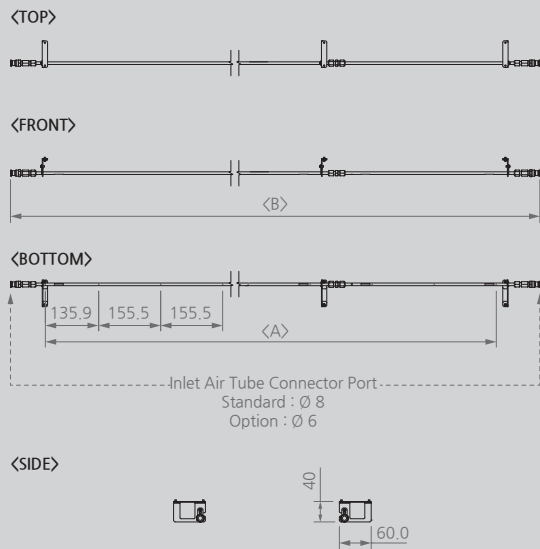 〈TOP〉
〈FRONT〉
〈B〉
〈BOTTOM〉
135.9 155.5 155.5
〈A〉
Inlet Air Tube Connector Port
Standard : Ø 8
Option : Ø 6
〈SIDE〉
40
60.0